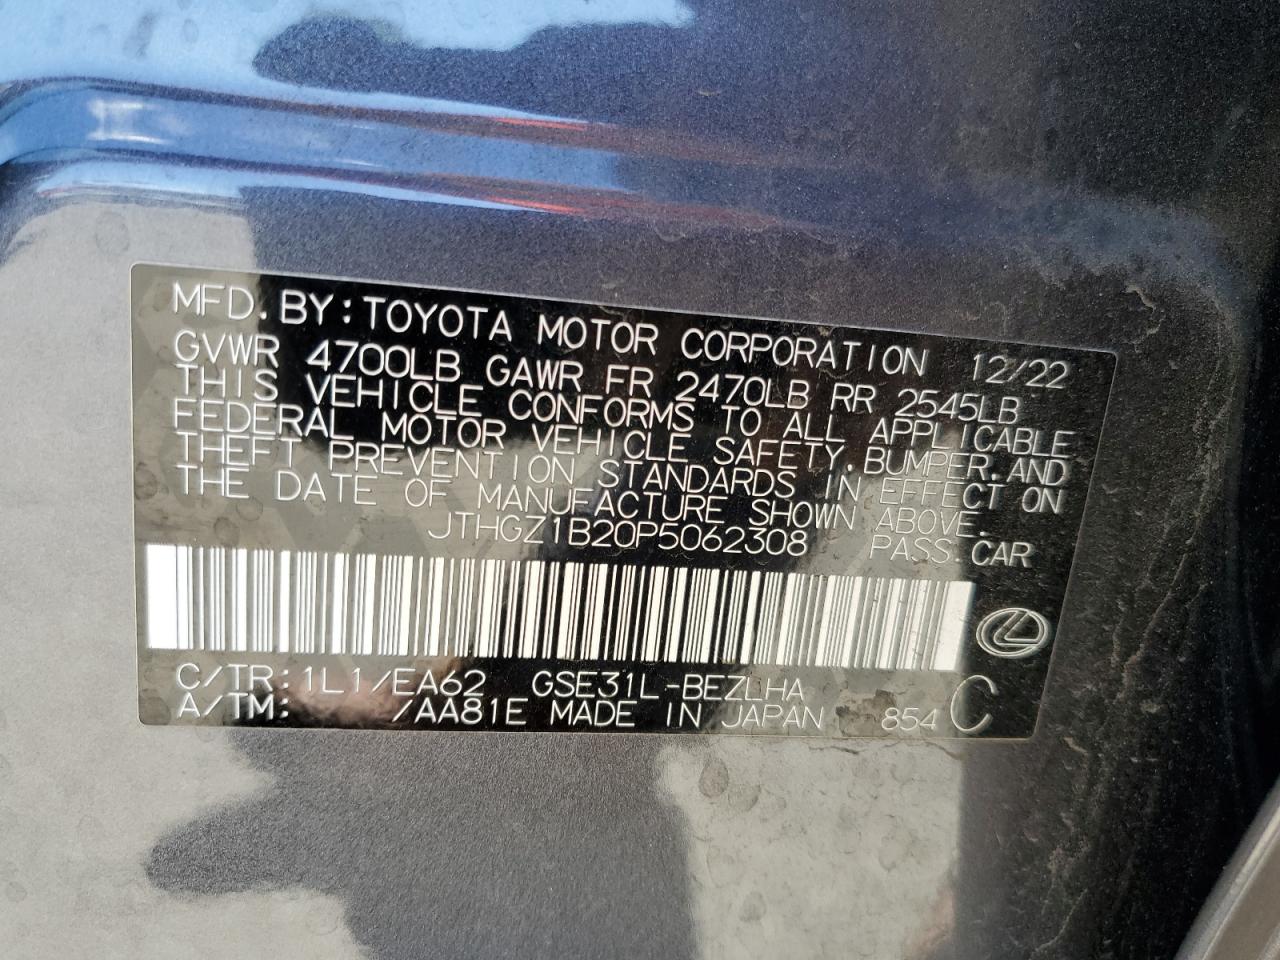 MFD. BY: TOYOTA MOTOR CORPORATION 12/22
GVWR 4700LB GAWR FR 2470LB RR 2545LB
THIS VEHICLE CONFORMS TO ALL APPLICABLE
FEDERAL MOTOR VEHICLE SAFETY, BUMPER, AND
THEFT PREVENTION STANDARDS IN EFFECT ON
THE DATE OF MANUFACTURE SHOWN ABOVE.
JTHGZ1B20P5062308 PASS. CAR
C/TR: 1L1/EA62 GSE31L-BEZLHA
A/TM: /AA81E MADE IN JAPAN 854 C